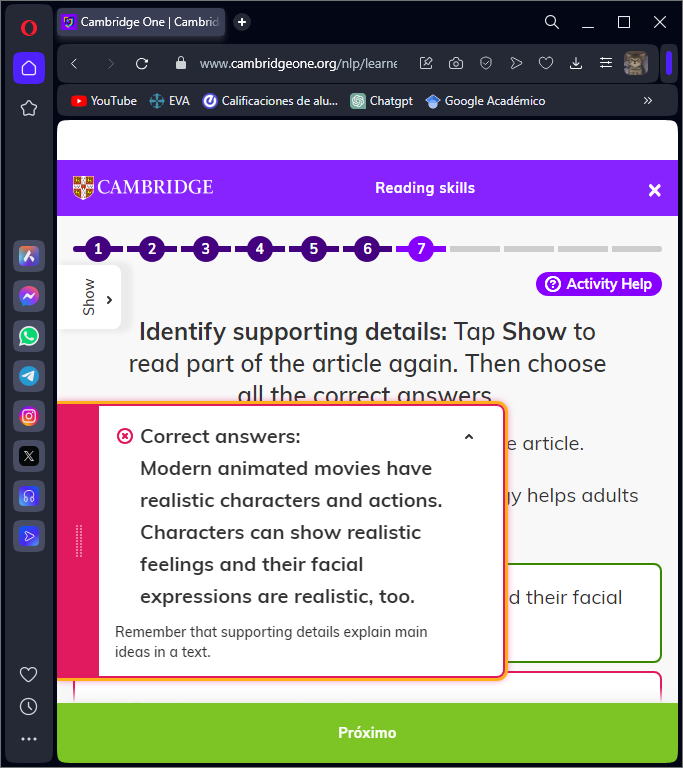 Cambridge One | Cambrid
www.cambridgeone.org/nlp/learne
YouTube
EVA
Calificaciones de alu...
Chatgpt
Google Académico
CAMBRIDGE
Reading skills
1 2 3 4 5 6 7
Show
Activity Help
Identify supporting details: Tap Show to
read part of the article again. Then choose
all the correct answers
e article.
gy helps adults
d their facial
Correct answers:
Modern animated movies have
realistic characters and actions.
Characters can show realistic
feelings and their facial
expressions are realistic, too.
Remember that supporting details explain main
ideas in a text.
Próximo